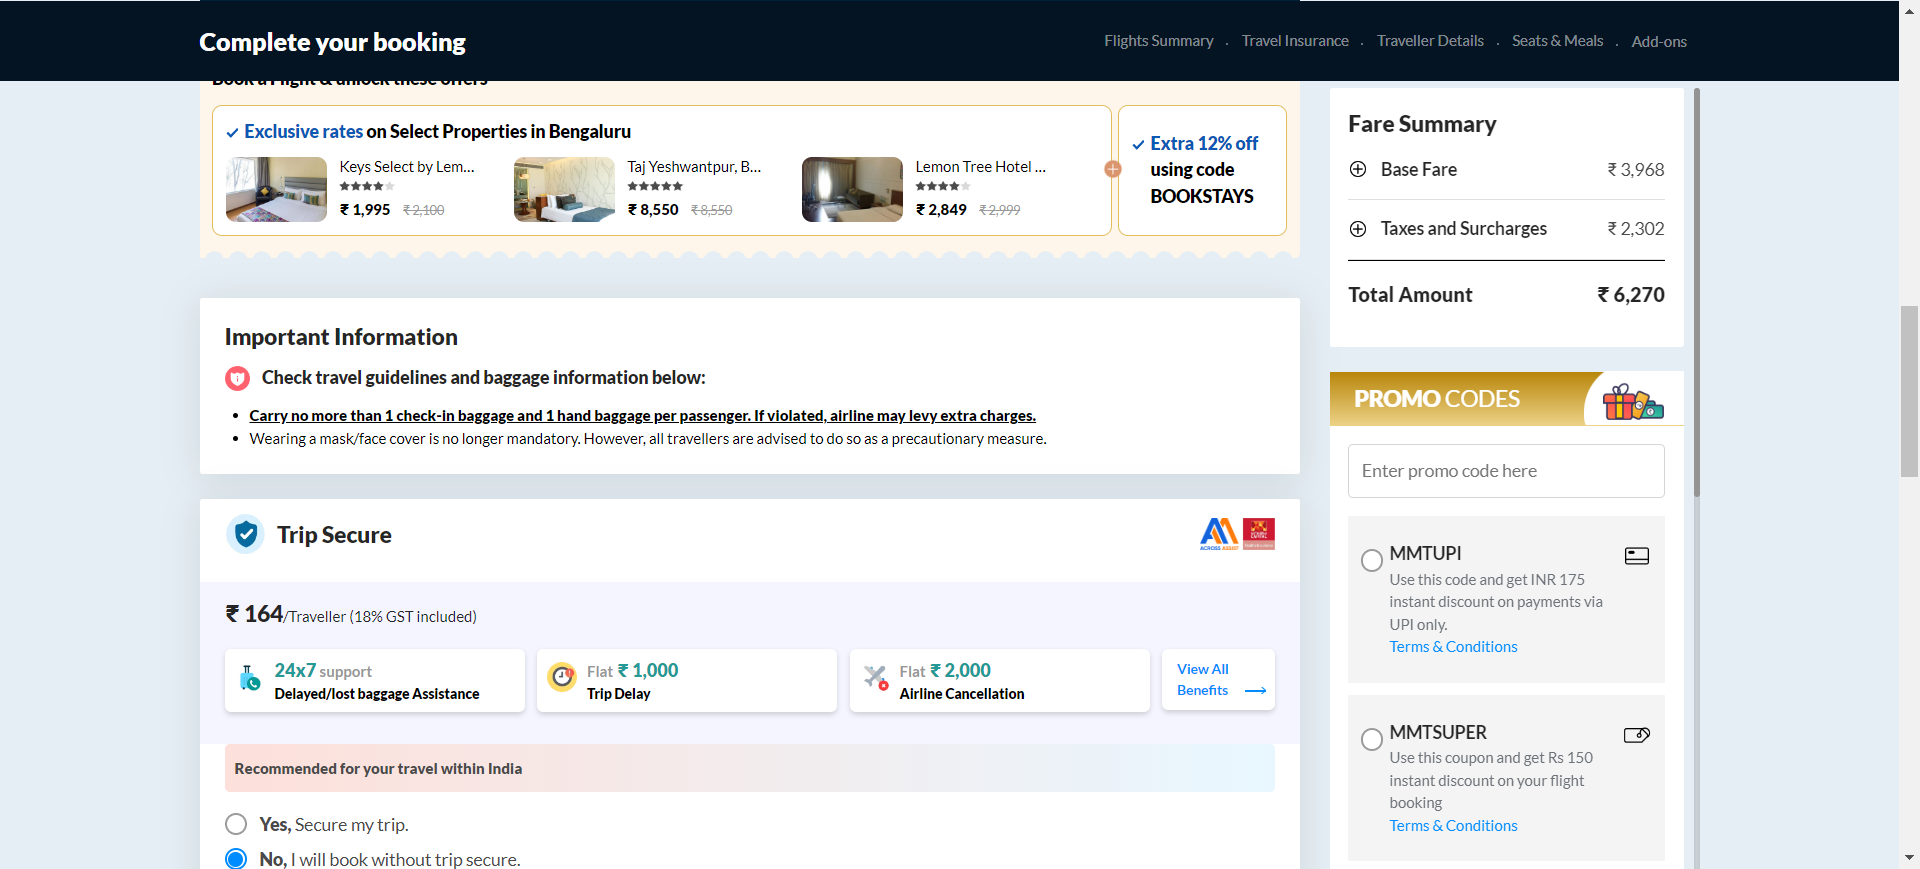 Complete your booking
Flights Summary . Travel Insurance . Traveller Details . Seats & Meals . Add-ons
Book a Flight & unlock these offers
Exclusive rates on Select Properties in Bengaluru
Keys Select by Lem...
₹ 1,995 ₹ 2,100
Taj Yeshwantpur, B...
₹ 8,550 ₹ 8,550
Lemon Tree Hotel ...
₹ 2,849 ₹ 2,999
Extra 12% off
using code
BOOKSTAYS
Important Information
Check travel guidelines and baggage information below:
• Carry no more than 1 check-in baggage and 1 hand baggage per passenger. If violated, airline may levy extra charges.
• Wearing a mask/face cover is no longer mandatory. However, all travellers are advised to do so as a precautionary measure.
Trip Secure
ACROSS ASSIST
₹ 164/Traveller (18% GST included)
24x7 support
Delayed/lost baggage Assistance
Flat ₹ 1,000
Trip Delay
Flat ₹ 2,000
Airline Cancellation
View All
Benefits
Recommended for your travel within India
Yes, Secure my trip.
No, I will book without trip secure.
Fare Summary
Base Fare ₹ 3,968
Taxes and Surcharges ₹ 2,302
Total Amount ₹ 6,270
PROMO CODES
Enter promo code here
MMTUPI
Use this code and get INR 175
instant discount on payments via
UPI only.
Terms & Conditions
MMTSUPER
Use this coupon and get Rs 150
instant discount on your flight
booking
Terms & Conditions